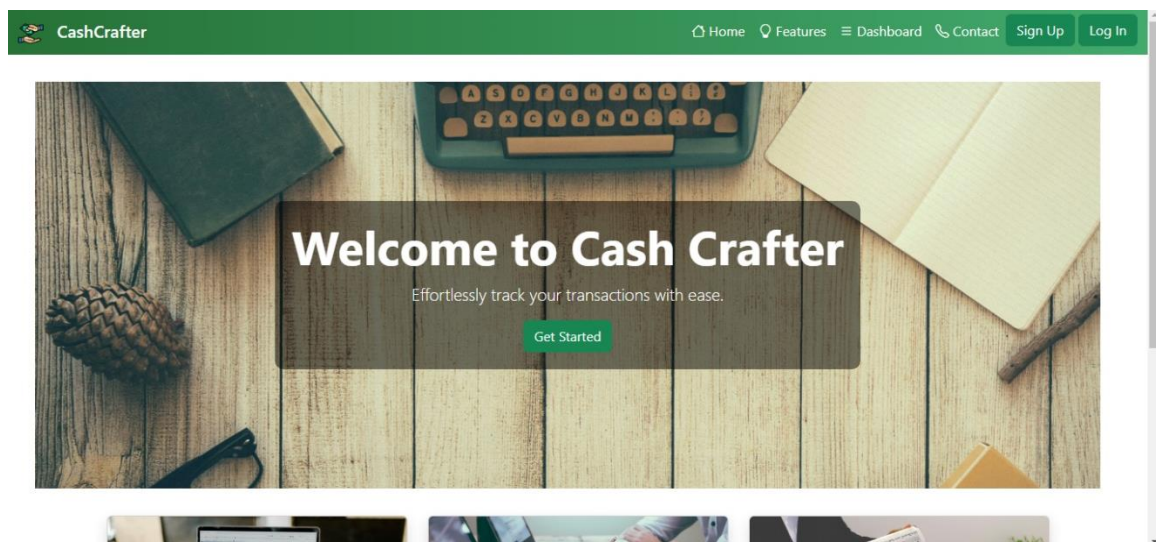 CashCrafter
Home Features Dashboard Contact Sign Up Log In
A S D F G H J K L
Z X C V B N M
Welcome to Cash Crafter
Effortlessly track your transactions with ease.
Get Started